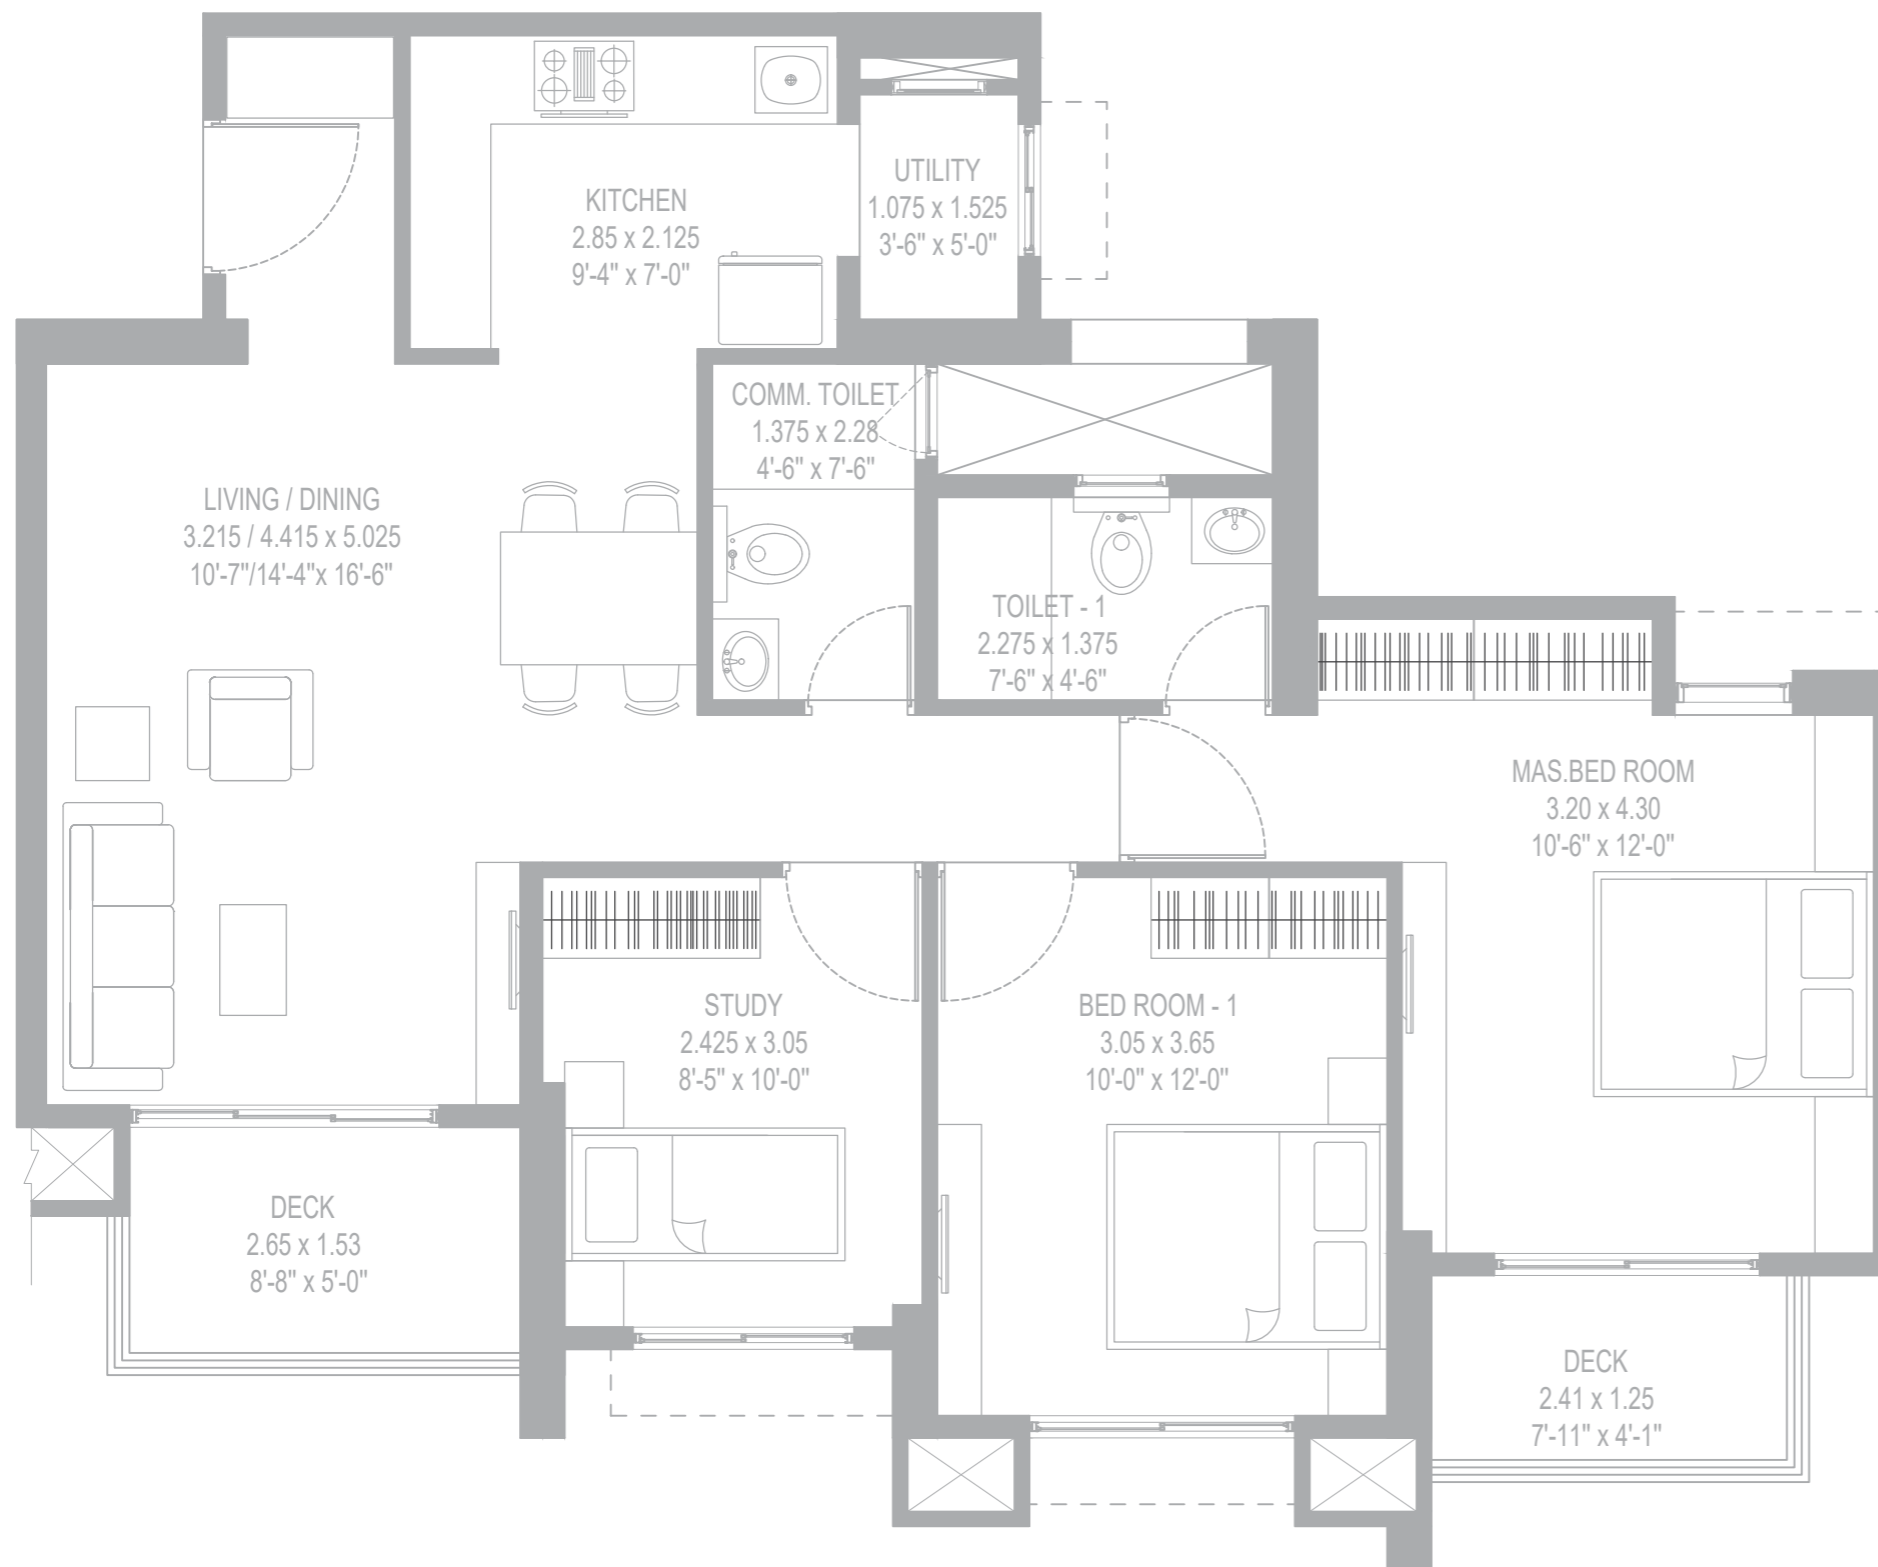 KITCHEN
2.85 x 2.125
9'-4" x 7'-0"
UTILITY
1.075 x 1.525
3'-6" x 5'-0"
COMM. TOILET
1.375 x 2.28
4'-6" x 7'-6"
LIVING / DINING
3.215 / 4.415 x 5.025
10'-7"/14'-4"x 16'-6"
TOILET - 1
2.275 x 1.375
7'-6" x 4'-6"
MAS.BED ROOM
3.20 x 4.30
10'-6" x 12'-0"
STUDY
2.425 x 3.05
8'-5" x 10'-0"
BED ROOM - 1
3.05 x 3.65
10'-0" x 12'-0"
DECK
2.65 x 1.53
8'-8" x 5'-0"
DECK
2.41 x 1.25
7'-11" x 4'-1"